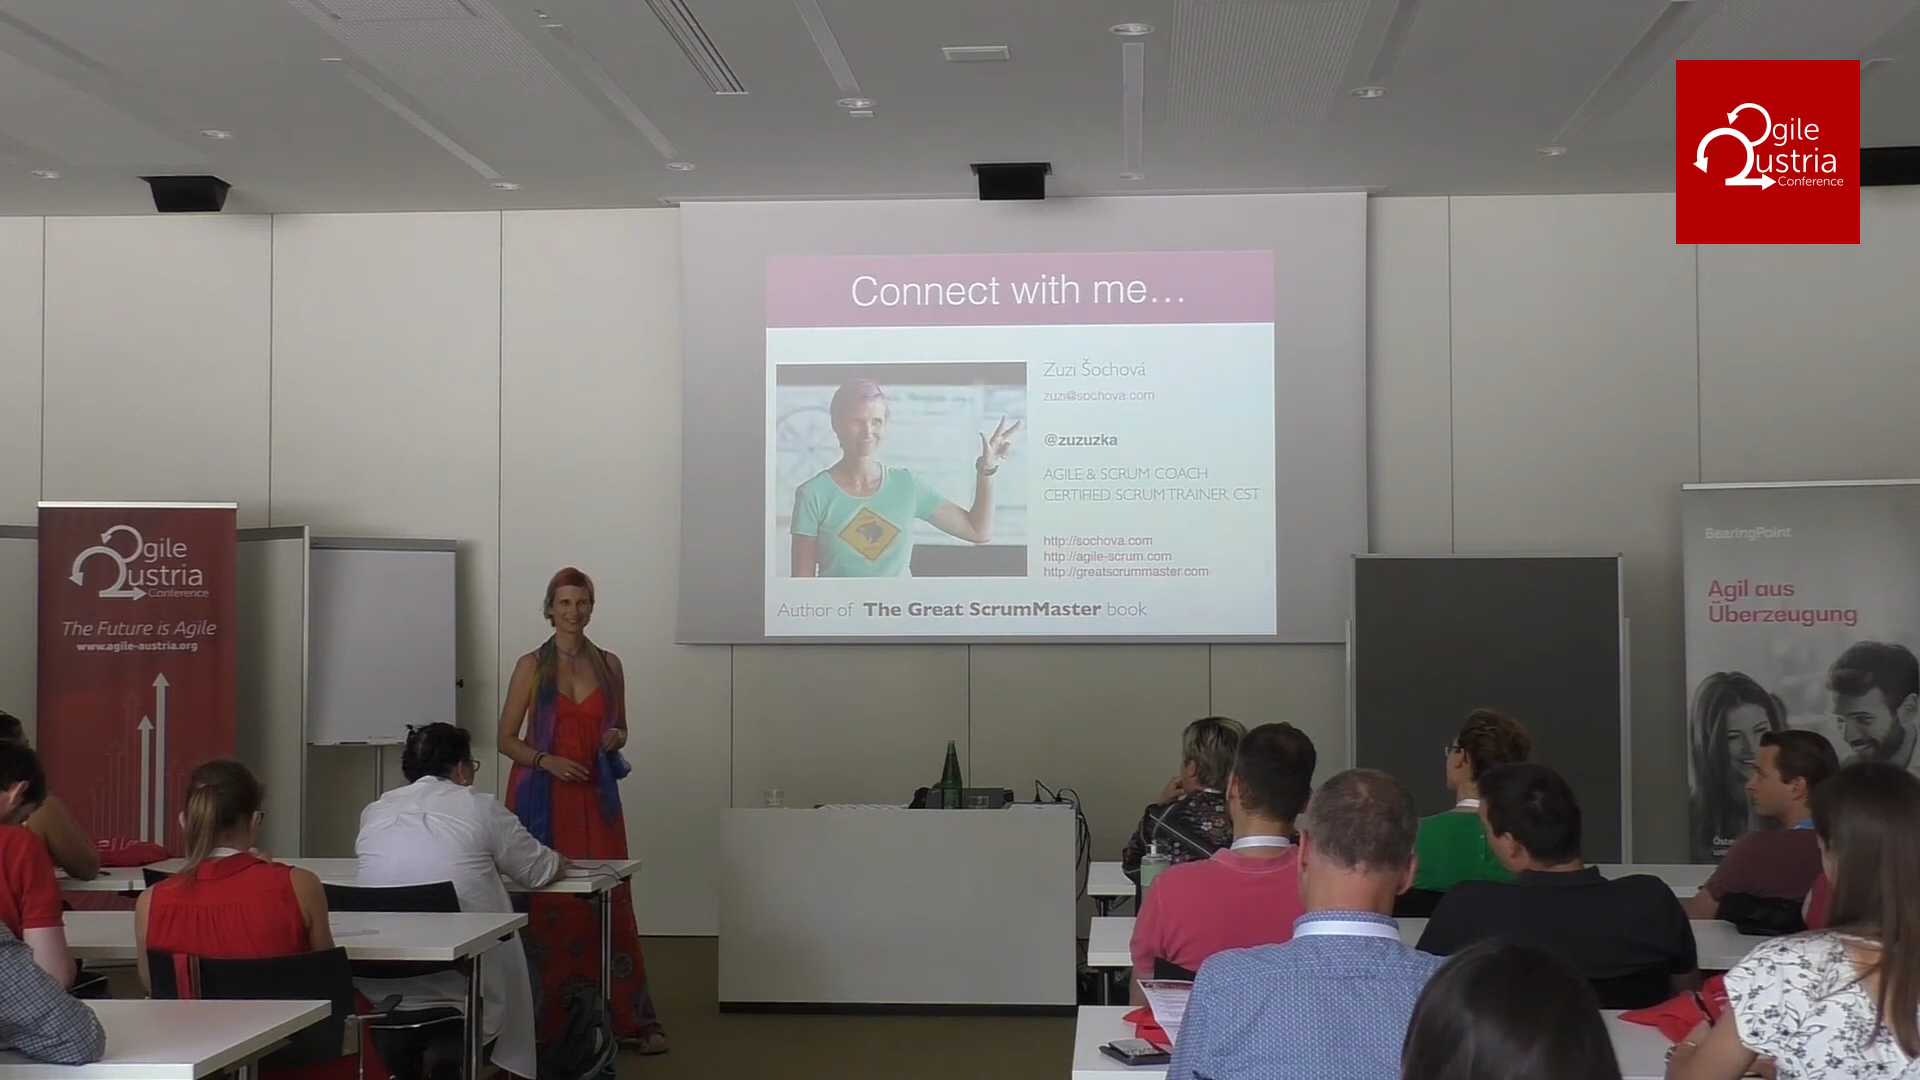 Agile
Austria
Conference
Connect with me...
Zuzi Šochová
zuzi@sochova.com
@zuzuzka
AGILE & SCRUM COACH
CERTIFIED SCRUM TRAINER, CST
http://sochova.com
http://agile-scrum.com
http://greatscrummaster.com
Author of The Great ScrumMaster book
Agile
Austria
Conference
The Future is Agile
www.agile-austria.org
BearingPoint
Agil aus
Überzeugung